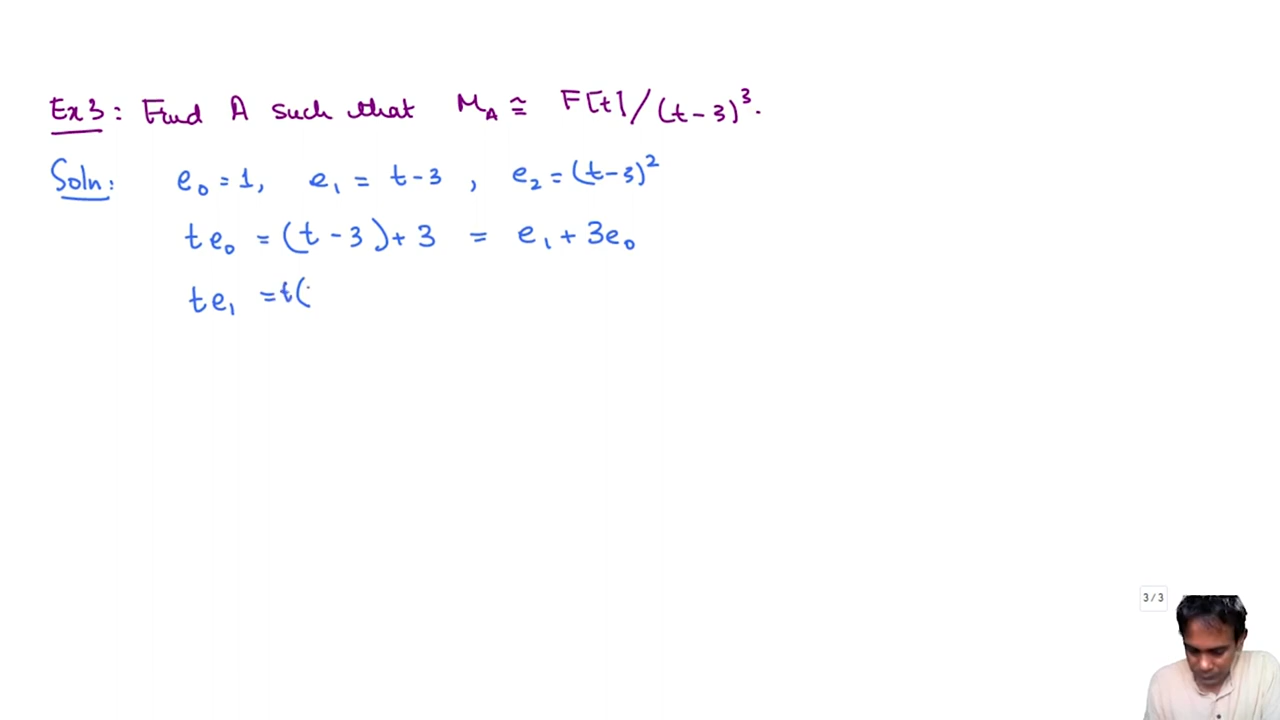 Ex3: Find A such that M_A ≅ F[t]/(t-3)^3.
Soln: e_0 = 1, e_1 = t-3, e_2 = (t-3)^2
te_0 = (t-3)+3 = e_1 + 3e_0
te_1 = t(
3/3